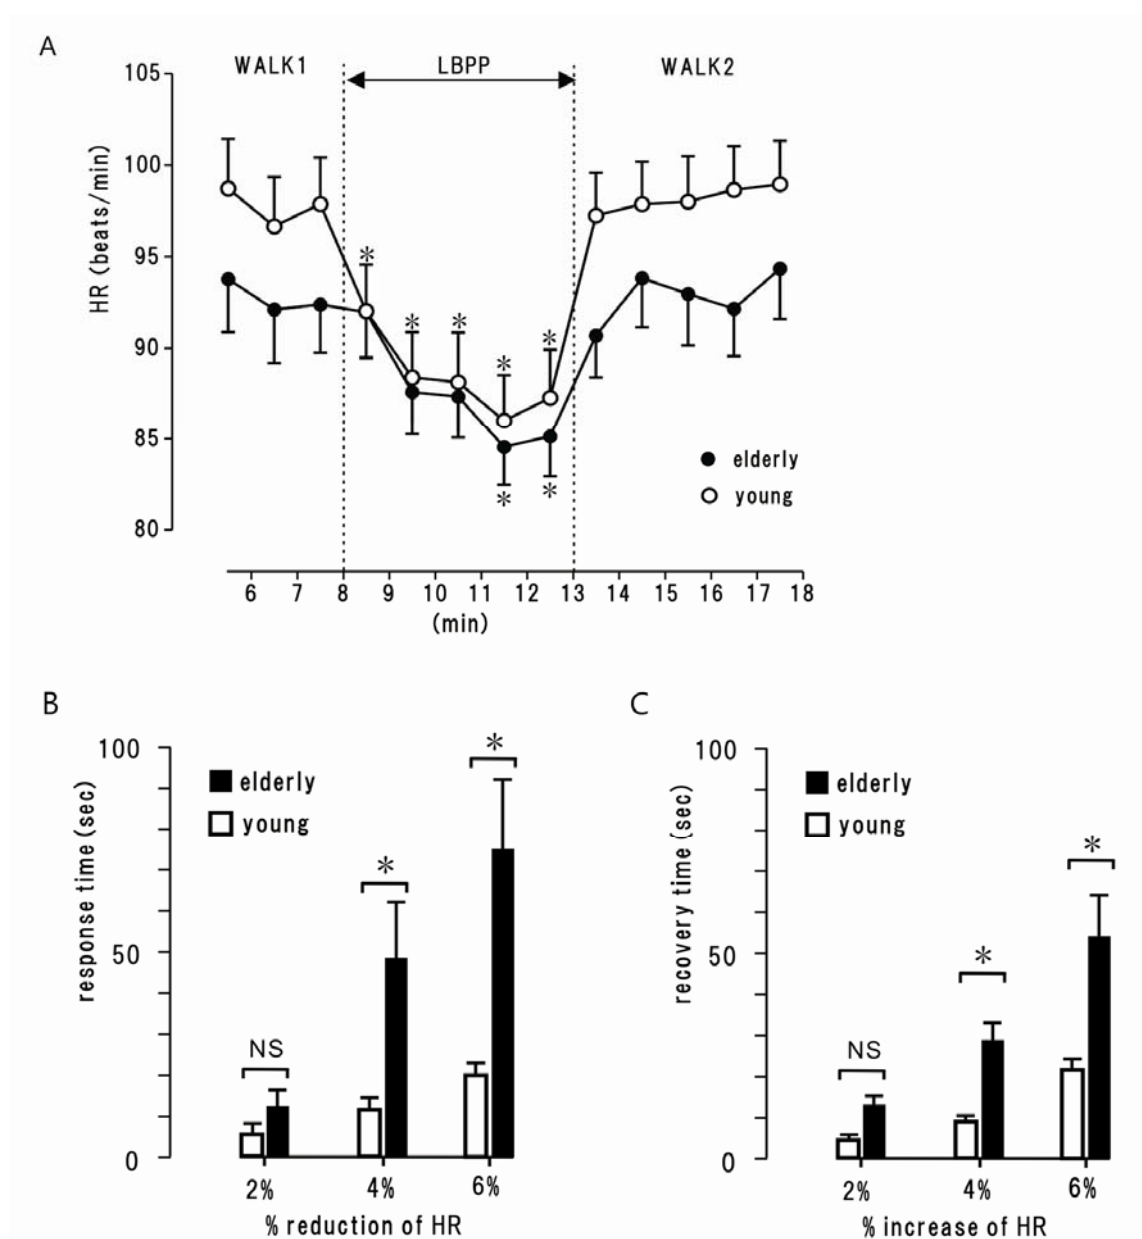 A
WALK1 LBPP WALK2
HR (beats/min)
105
100
95
90
85
80
* * * * *
* *
elderly
young
6 7 8 9 10 11 12 13 14 15 16 17 18
(min)
B
response time (sec)
100
50
0
elderly
young
NS * *
2% 4% 6%
% reduction of HR
C
recovery time (sec)
100
50
0
elderly
young
NS * *
2% 4% 6%
% increase of HR